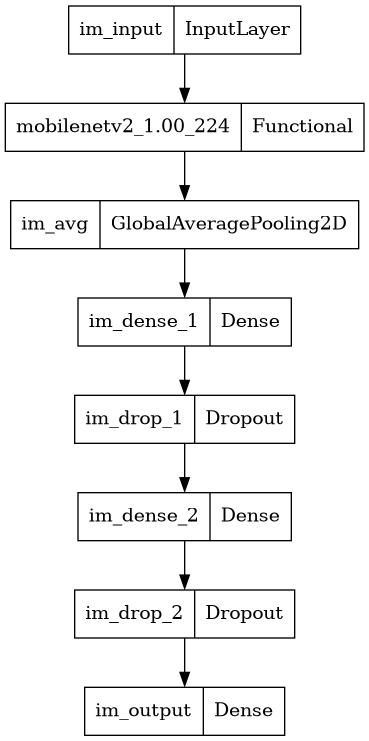 im_input InputLayer
mobilenetv2_1.00_224 Functional
im_avg GlobalAveragePooling2D
im_dense_1 Dense
im_drop_1 Dropout
im_dense_2 Dense
im_drop_2 Dropout
im_output Dense